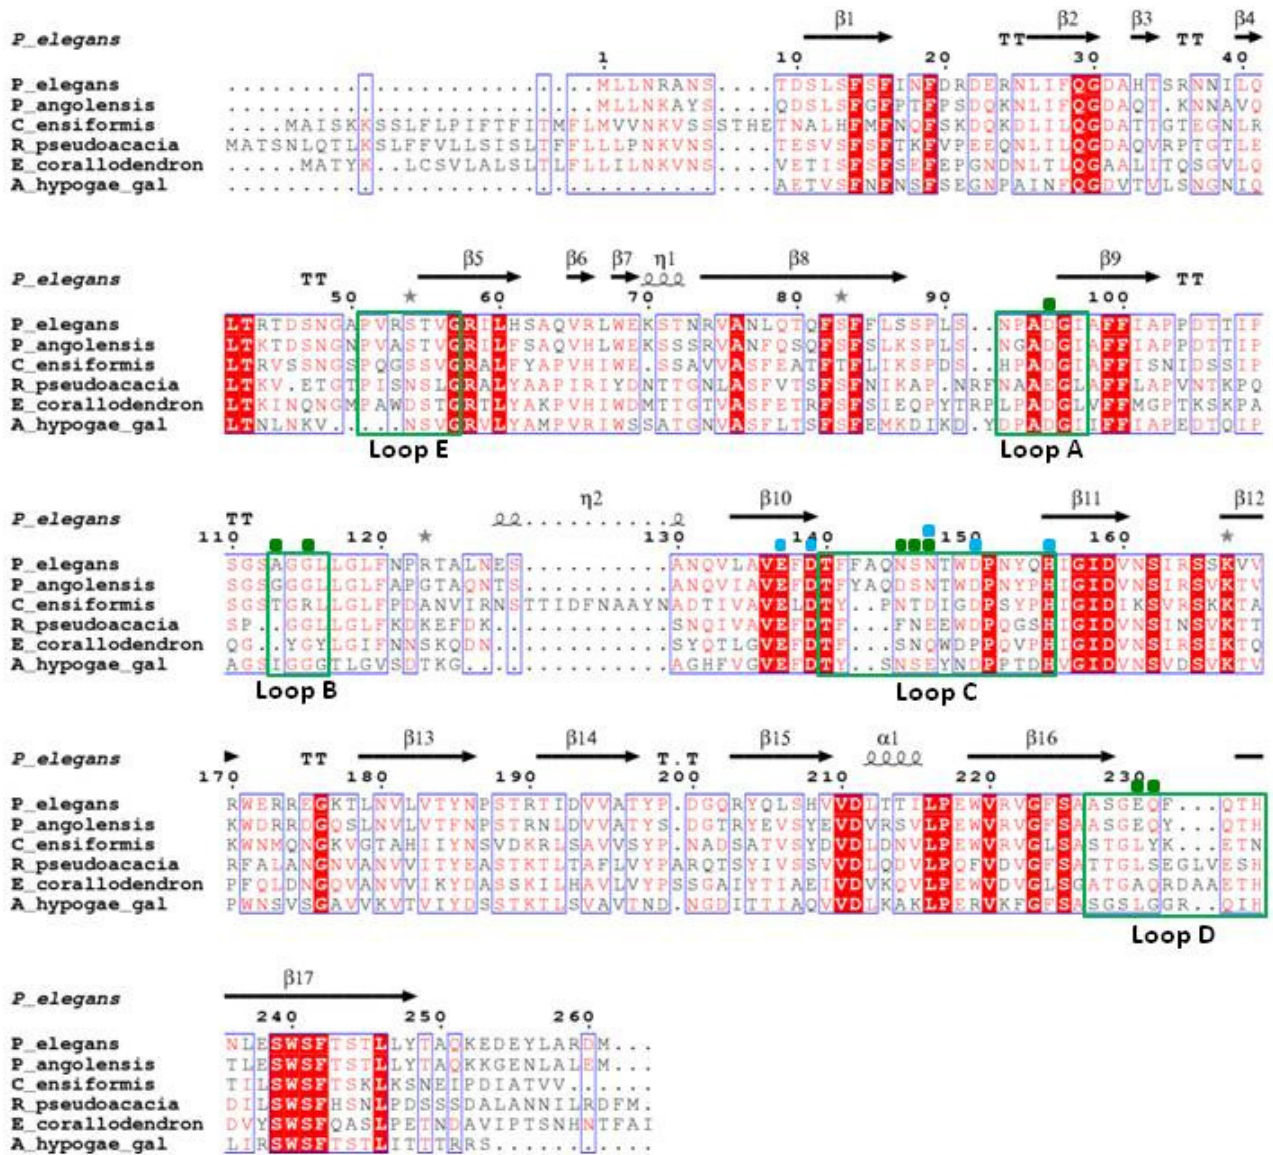 β1 β2 β3 β4
P_elegans TT TT
1 10 20 30 40
P_elegans ...MLLNRANS....TDSLSFSFINFDRDERNLIFQGDAHTSRNNILQ
P_angolensis ...MLLNKAYS....QDSLSFGFPTFPSDQKNLIFQGDAQT.KNNAVQ
C_ensiformis ....MAISKKSSLFLPIFTFITMFLMVVNKVSSSTHETNALHFMFNQFSKDQKDLILQGDATTGTEGNLR
R_pseudoacacia MATSNLQTLKSLFFVLLSISLTFFLLLPNKVNS....TESVSFSFTKFVPEEQNLILQGDAQVRPTGTLE
E_corallodendron .....MATYK..LCSVLALSLTLFLLILNKVNS....VETISFSFSEFEPGNDNLTLQGAALITQSGVLQ
A_hypogae_gal ...AETVSFNFNSFSEGNPAINFQGDVTVLSNGNIQ
β5 β6 β7 η1 β8 β9
P_elegans TT TT
50 60 70 80 90 100
P_elegans LTRTDSNGAPVRSTVGRILHSAQVRLWEKSTNRVANLQTQFSFFLSSPLS..NPADGIAFFIAPPDTTIP
P_angolensis LTKTDSNGNPVASTVGRILFSAQVHLWEKSSSRVANFQSQFSFSLKSPLS..NGADGIAFFIAPPDTTIP
C_ensiformis LTRVSSNGSPQGSSVGRALFYAPVHIWE.SSAVVASFEATFTFLIKSPDS..HPADGIAFFISNIDSSIP
R_pseudoacacia LTKV.ETGTPISNSLGRALYAAPIRIYDNTTGNLASFVTSFSFNIKAP.NRFNAAEGLAFFLAPVNTKPQ
E_corallodendron LTKINQNGMPAWDSTGRTLYAKPVHIWDMTTGTVASFETRFSFSIEQPYTRPLPADGLVFFMGPTKSKPA
A_hypogae_gal LTNLNKV....NSVGRVLYAMPVRIWSSATGNVASFLTSFSFEMKDIKD.YDPADGIIFFIAPEDTQIP
Loop E Loop A
η2 β10 β11 β12
P_elegans TT
110 120 130 140 150 160
P_elegans SGSAGGLLGLFNPRTALNES..........ANQVLAVEFDTFFAQNSNTWDPNYQHIGIDVNSIRSSKVV
P_angolensis SGSGGGLLGLFAPGTAQNTS..........ANQVIAVEFDTFYAQDSNTWDPNYPHIGIDVNSIRSVKTV
C_ensiformis SGSTGRLLGLFPDANVIRNSTTIDFNAAYNADTIVAVELDTY..PNTDIGDPSYPHIGIDIKSVRSKKTA
R_pseudoacacia SP..GGLLGLFKDKEFDK............SNQIVAVEFDTF..FNEEWDPQGSHIGIDVNSINSVKTT
E_corallodendron QG..YGYLGIFNNSKQDN............SYQTLGVEFDTF..SNQWDPPQVPHIGIDVNSIRSIKTQ
A_hypogae_gal AGSIGGGTLGVSDTKG..............AGHFVGVEFDTY..SNSEYNDPPTDHVGIDVNSVDSVKTV
Loop B Loop C
β13 β14 β15 α1 β16
P_elegans TT T.T
170 180 190 200 210 220 230
P_elegans RWERREGKTLNVLVTYNPSTRTIDVVATYP.DGQRYQLSHVVDLTTILPEWVRVGFSAASGEQF...QTH
P_angolensis KWDRRDGQSLNVLVTFNPSTRNLDVVATYS.DGTRYEVSYEVDVRSVLPEWVRVGFSAASGEQY...QTH
C_ensiformis KWNMQNGKVGTAHIIYNSVDKRLSAVVSYP.NADSATVSYDVDLDNVLPEWVRVGFSASTGLYK...ETN
R_pseudoacacia RFALANGNVANVVITYEASTKTLTAFLVYPARQTSYIVSSVVDLQDVLPQFVDVGFSATTGLSEGLVESH
E_corallodendron PFQLDNGQVANVVIKYDASSKILHAVLVYPSSGAIYTIAEIVDVKQVLPEWVDVGLSGATGAQRDAAETH
A_hypogae_gal PWNSVSGAVVKVTVIYDSSTKTLSVAVTND.NGDITTIAQVVDLKAKLPERVKFGFSASGSLGGR..QIH
Loop D
β17
P_elegans
240 250 260
P_elegans NLESWSFTSTLLYTAQKEDEYLARDM...
P_angolensis TLESWSFTSTLLYTAQKKGENLALEM...
C_ensiformis TILSWSFTSKLKSNEIPDIATVV......
R_pseudoacacia DILSWSFHSNLPDSSSDALANNILRDFM.
E_corallodendron DVYSWSFQASLPETNDAVIPTSNHNTFAI
A_hypogae_gal LIRSWSFTSTLITTTRRS...........